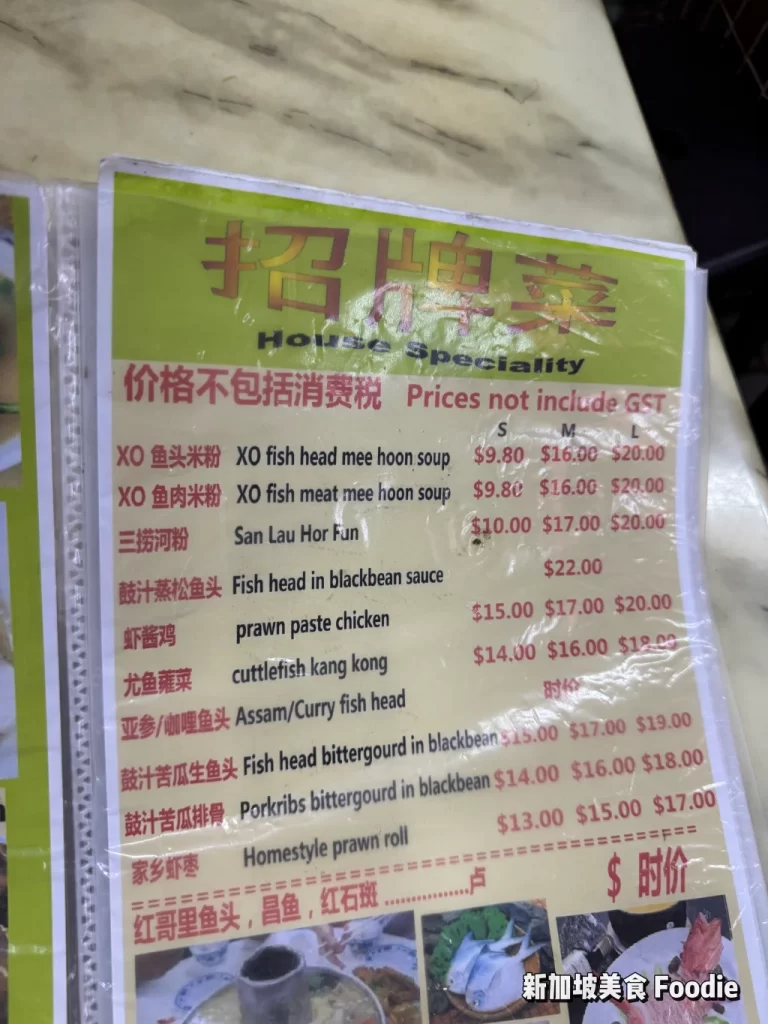 招牌菜
House Speciality
价格不包括消费税 Prices not include GST
S M L
XO 鱼头米粉 XO fish head mee hoon soup $9.80 $16.00 $20.00
XO 鱼肉米粉 XO fish meat mee hoon soup $9.80 $16.00 $20.00
三捞河粉 San Lau Hor Fun $10.00 $17.00 $20.00
鼓汁蒸松鱼头 Fish head in blackbean sauce $22.00
虾酱鸡 prawn paste chicken $15.00 $17.00 $20.00
尤鱼蕹菜 cuttlefish kang kong $14.00 $16.00 $18.00
亚参/咖哩鱼头 Assam/Curry fish head 时价
鼓汁苦瓜生鱼头 Fish head bittergourd in blackbean $15.00 $17.00 $19.00
鼓汁苦瓜排骨 Porkribs bittergourd in blackbean $14.00 $16.00 $18.00
家乡虾枣 Homestyle prawn roll $13.00 $15.00 $17.00
红哥里鱼头，昌鱼，红石斑 ................卢 $ 时价
新加坡美食 Foodie